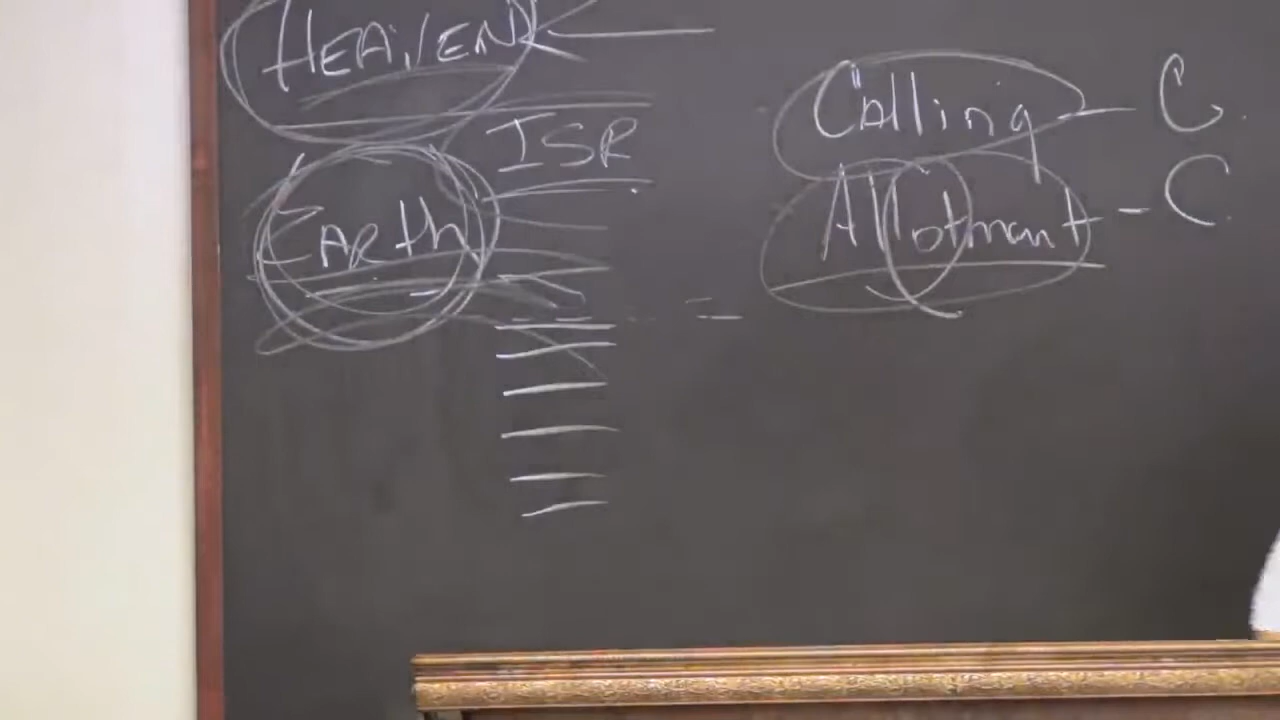 HEAVEN
ISR
EARth
Calling - C.
Allotment - C.
=